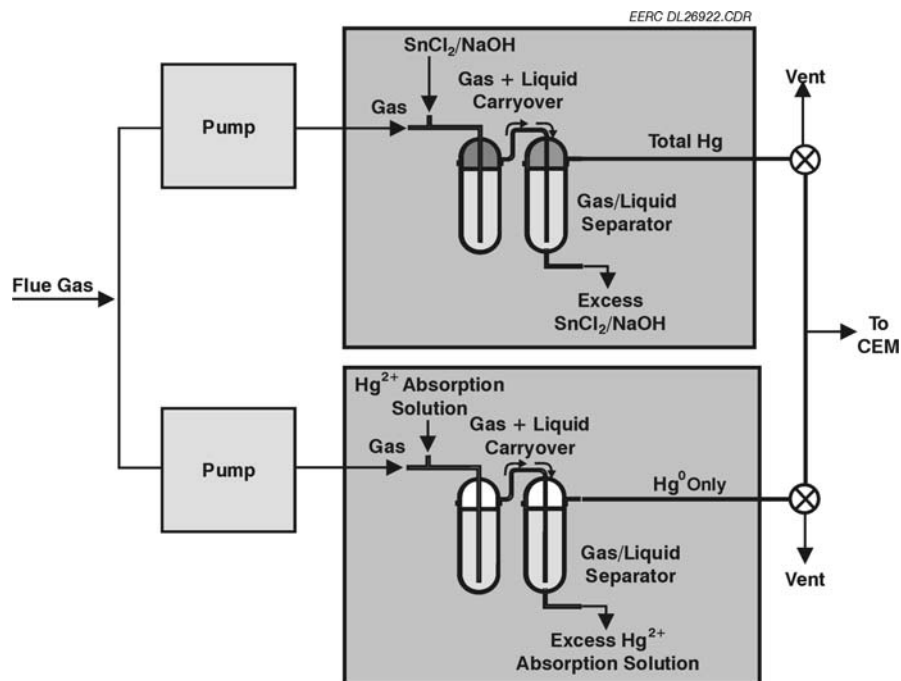 EERC DL26922.CDR
SnCl₂/NaOH
Gas + Liquid
Carryover
Gas
Pump
Total Hg
Vent
Gas/Liquid
Separator
Excess
SnCl₂/NaOH
Flue Gas
To
CEM
Hg²⁺ Absorption
Solution
Gas + Liquid
Carryover
Gas
Pump
Hg⁰ Only
Gas/Liquid
Separator
Vent
Excess Hg²⁺
Absorption Solution